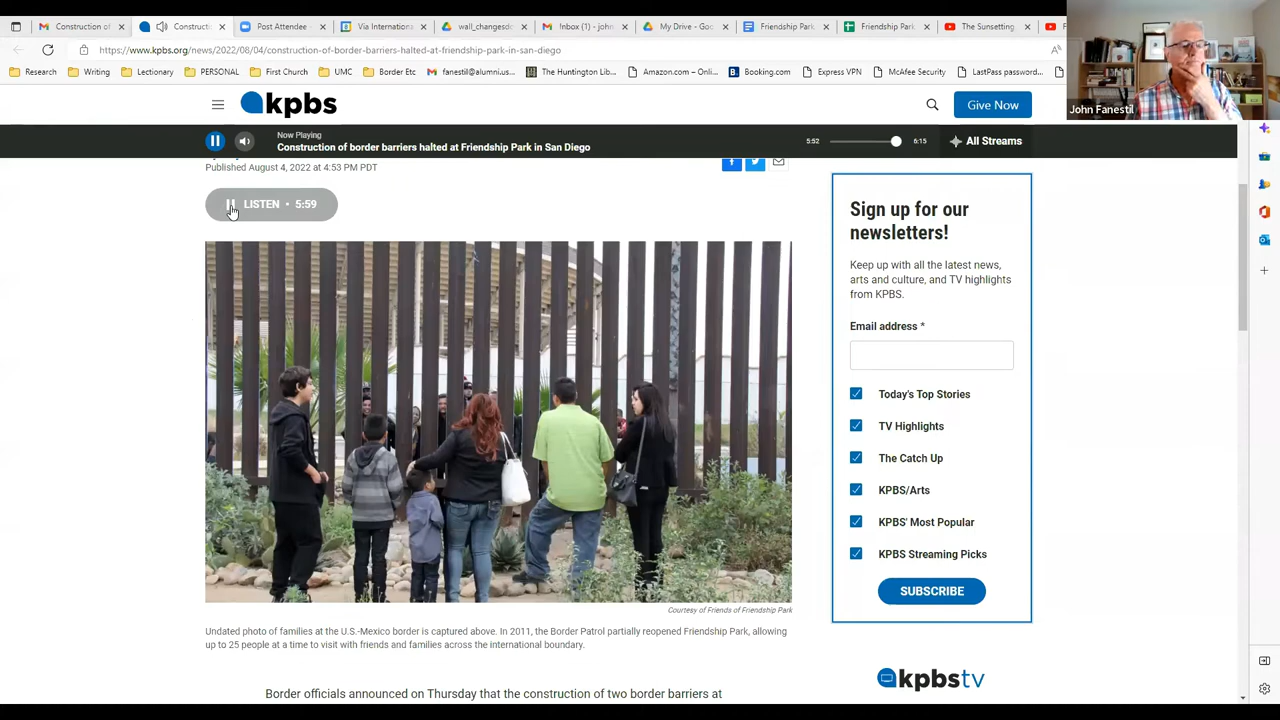 Construction of
Constructi
Post Attendee -
Via Internationa
wall_changesdo
Inbox (1) - john
My Drive - Goo
Friendship Park
Friendship Park
The Sunsetting
https://www.kpbs.org/news/2022/08/04/construction-of-border-barriers-halted-at-friendship-park-in-san-diego
Research
Writing
Lectionary
PERSONAL
First Church
UMC
Border Etc
fanestil@alumni.us...
The Huntington Lib...
Amazon.com – Onli...
Booking.com
Express VPN
McAfee Security
LastPass password...
John Fanestil
kpbs
Give Now
Now Playing
Construction of border barriers halted at Friendship Park in San Diego
5:52
6:15
All Streams
Published August 4, 2022 at 4:53 PM PDT
LISTEN • 5:59
Courtesy of Friends of Friendship Park
Undated photo of families at the U.S.-Mexico border is captured above. In 2011, the Border Patrol partially reopened Friendship Park, allowing
up to 25 people at a time to visit with friends and families across the international boundary.
Border officials announced on Thursday that the construction of two border barriers at
Sign up for our
newsletters!
Keep up with all the latest news,
arts and culture, and TV highlights
from KPBS.
Email address *
Today's Top Stories
TV Highlights
The Catch Up
KPBS/Arts
KPBS' Most Popular
KPBS Streaming Picks
SUBSCRIBE
kpbs tv